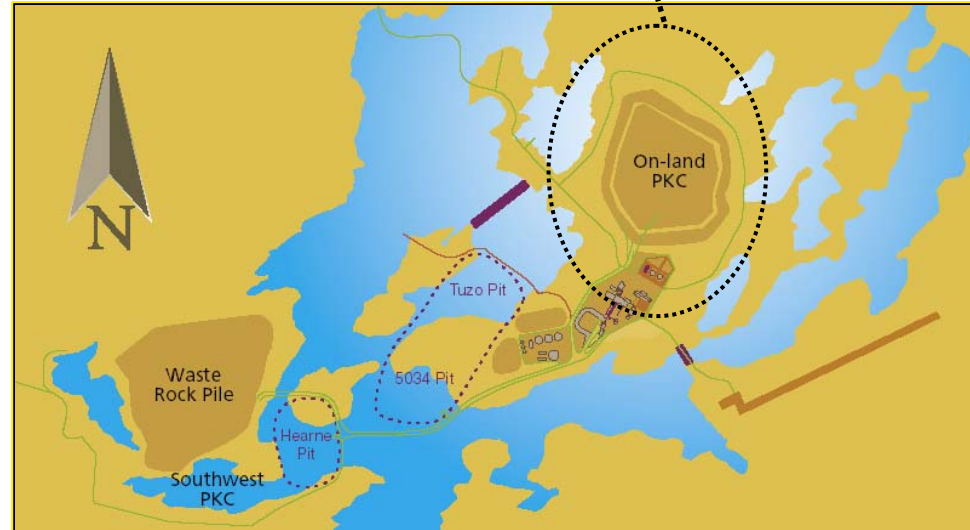 On-land
PKC
N
Tuzo Pit
5034 Pit
Waste
Rock Pile
Hearne
Pit
Southwest
PKC